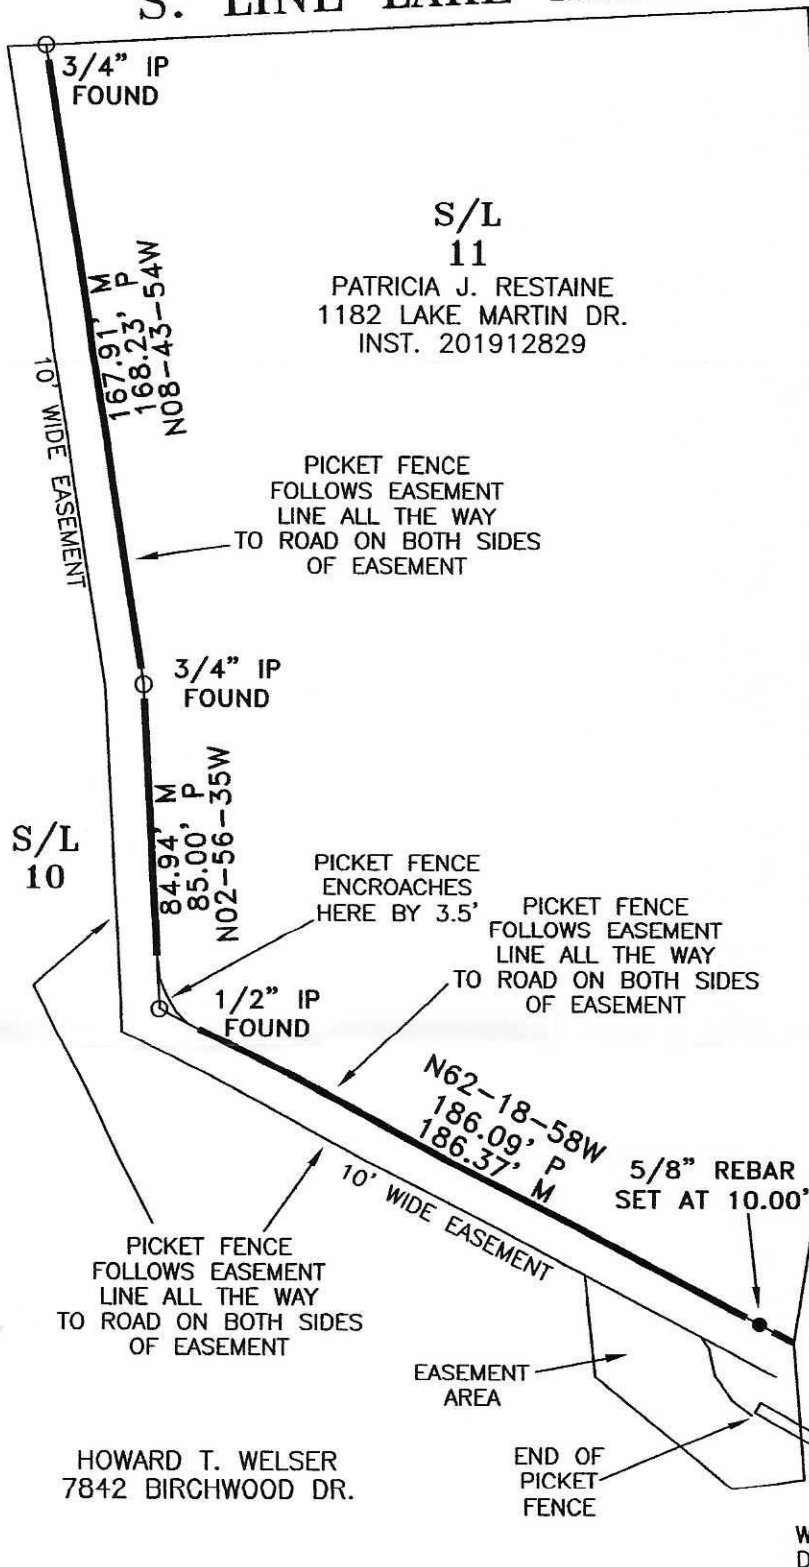 S. LINE LAKE
3/4" IP
FOUND
S/L
11
PATRICIA J. RESTAINE
1182 LAKE MARTIN DR.
INST. 201912829
167.91' M
168.23' P
N08-43-54W
10' WIDE EASEMENT
PICKET FENCE
FOLLOWS EASEMENT
LINE ALL THE WAY
TO ROAD ON BOTH SIDES
OF EASEMENT
3/4" IP
FOUND
84.94' M
85.00' P
N02-56-35W
S/L
10
PICKET FENCE
ENCROACHES
HERE BY 3.5'
PICKET FENCE
FOLLOWS EASEMENT
LINE ALL THE WAY
TO ROAD ON BOTH SIDES
OF EASEMENT
1/2" IP
FOUND
N62-18-58W
186.09' P
186.37' M
10' WIDE EASEMENT
5/8" REBAR
SET AT 10.00'
PICKET FENCE
FOLLOWS EASEMENT
LINE ALL THE WAY
TO ROAD ON BOTH SIDES
OF EASEMENT
EASEMENT
AREA
END OF
PICKET
FENCE
HOWARD T. WELSER
7842 BIRCHWOOD DR.